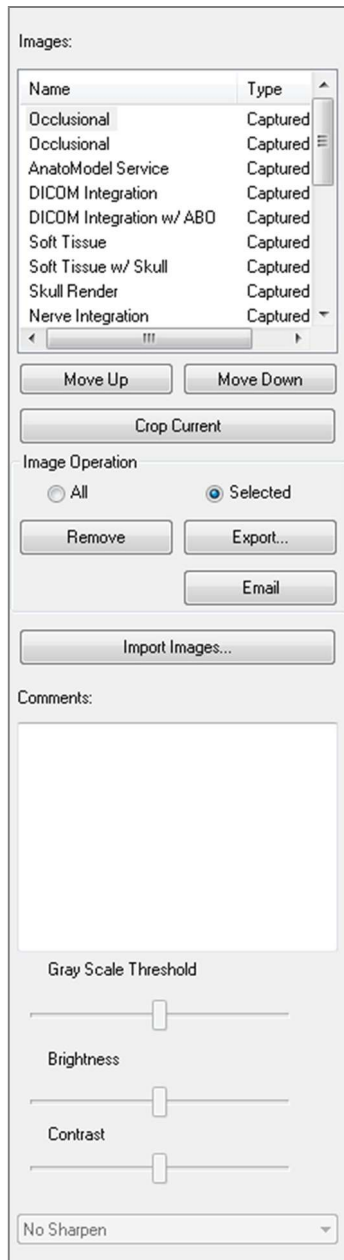 Images:
Name Type
Occlusional Captured
Occlusional Captured
AnatoModel Service Captured
DICOM Integration Captured
DICOM Integration w/ ABO Captured
Soft Tissue Captured
Soft Tissue w/ Skull Captured
Skull Render Captured
Nerve Integration Captured
Move Up Move Down
Crop Current
Image Operation
All Selected
Remove Export...
Email
Import Images...
Comments:
Gray Scale Threshold
Brightness
Contrast
No Sharpen